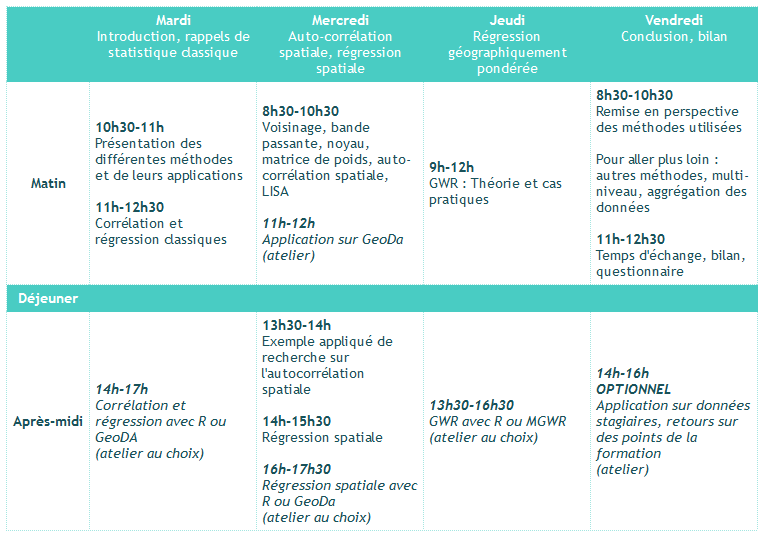 Mardi
Introduction, rappels de
statistique classique
Mercredi
Auto-corrélation
spatiale, régression
spatiale
Jeudi
Régression
géographiquement
pondérée
Vendredi
Conclusion, bilan
Matin
10h30-11h
Présentation des
différentes méthodes
et de leurs applications
11h-12h30
Corrélation et
régression classiques
8h30-10h30
Voisinage, bande
passante, noyau,
matrice de poids, auto-
corrélation spatiale,
LISA
11h-12h
Application sur GeoDa
(atelier)
9h-12h
GWR : Théorie et cas
pratiques
8h30-10h30
Remise en perspective
des méthodes utilisées
Pour aller plus loin :
autres méthodes, multi-
niveau, aggrégation des
données
11h-12h30
Temps d'échange, bilan,
questionnaire
Déjeuner
Après-midi
14h-17h
Corrélation et
régression avec R ou
GeoDA
(atelier au choix)
13h30-14h
Exemple appliqué de
recherche sur
l'autocorrélation
spatiale
14h-15h30
Régression spatiale
16h-17h30
Régression spatiale avec
R ou GeoDa
(atelier au choix)
13h30-16h30
GWR avec R ou MGWR
(atelier au choix)
14h-16h
OPTIONNEL
Application sur données
stagiaires, retours sur
des points de la
formation
(atelier)